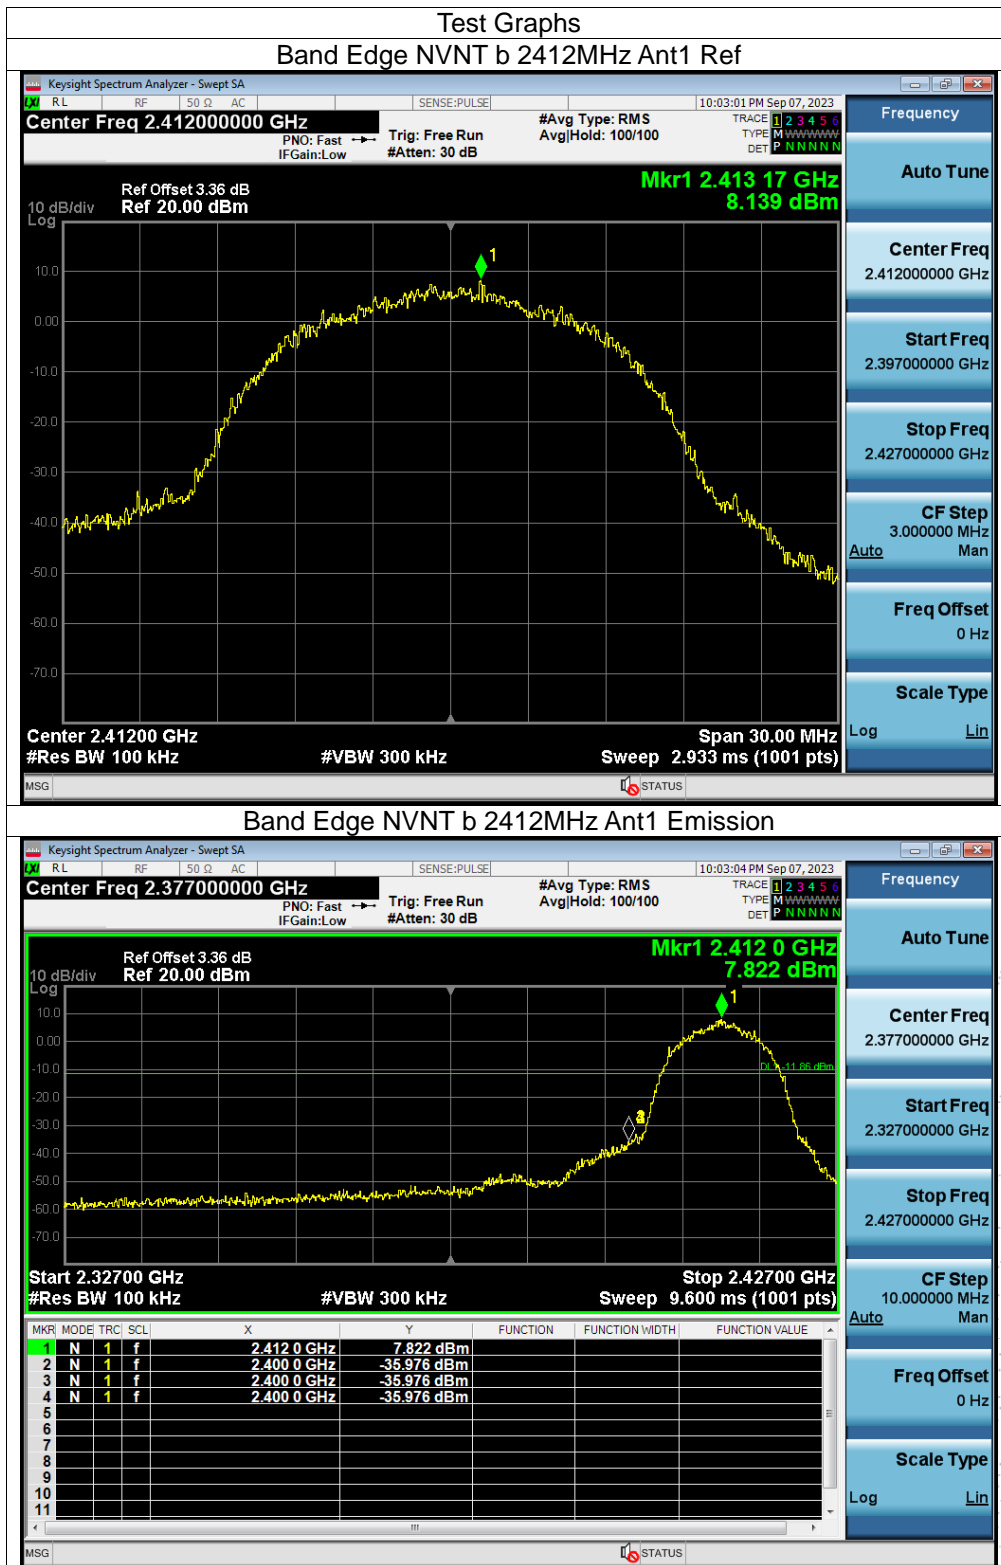 Test Graphs
Band Edge NVNT b 2412MHz Ant1 Ref
Keysight Spectrum Analyzer - Swept SA
LXI RL RF 50 Ω AC SENSE:PULSE 10:03:01 PM Sep 07, 2023
Center Freq 2.412000000 GHz #Avg Type: RMS TRACE 1 2 3 4 5 6
PNO: Fast Trig: Free Run Avg|Hold: 100/100 TYPE M WWWWW
IFGain:Low #Atten: 30 dB DET P N N N N N
Frequency
Auto Tune
Center Freq
2.412000000 GHz
Start Freq
2.397000000 GHz
Stop Freq
2.427000000 GHz
CF Step
3.000000 MHz
Auto Man
Freq Offset
0 Hz
Scale Type
Log Lin
Mkr1 2.413 17 GHz
8.139 dBm
Ref Offset 3.36 dB
10 dB/div Ref 20.00 dBm
Log
1
10.0
0.00
-10.0
-20.0
-30.0
-40.0
-50.0
-60.0
-70.0
Center 2.41200 GHz Span 30.00 MHz
#Res BW 100 kHz #VBW 300 kHz Sweep 2.933 ms (1001 pts)
MSG STATUS
Band Edge NVNT b 2412MHz Ant1 Emission
Keysight Spectrum Analyzer - Swept SA
LXI RL RF 50 Ω AC SENSE:PULSE 10:03:04 PM Sep 07, 2023
Center Freq 2.377000000 GHz #Avg Type: RMS TRACE 1 2 3 4 5 6
PNO: Fast Trig: Free Run Avg|Hold: 100/100 TYPE M WWWWW
IFGain:Low #Atten: 30 dB DET P N N N N N
Frequency
Auto Tune
Center Freq
2.377000000 GHz
Start Freq
2.327000000 GHz
Stop Freq
2.427000000 GHz
CF Step
10.000000 MHz
Auto Man
Freq Offset
0 Hz
Scale Type
Log Lin
Mkr1 2.412 0 GHz
7.822 dBm
Ref Offset 3.36 dB
10 dB/div Ref 20.00 dBm
Log
1
10.0
0.00
-10.0
DL1 -11.86 dBm
-20.0
-30.0
-40.0
-50.0
-60.0
-70.0
Start 2.32700 GHz Stop 2.42700 GHz
#Res BW 100 kHz #VBW 300 kHz Sweep 9.600 ms (1001 pts)
MKR MODE TRC SCL X Y FUNCTION FUNCTION WIDTH FUNCTION VALUE
1 N 1 f 2.412 0 GHz 7.822 dBm
2 N 1 f 2.400 0 GHz -35.976 dBm
3 N 1 f 2.400 0 GHz -35.976 dBm
4 N 1 f 2.400 0 GHz -35.976 dBm
5
6
7
8
9
10
11
MSG STATUS